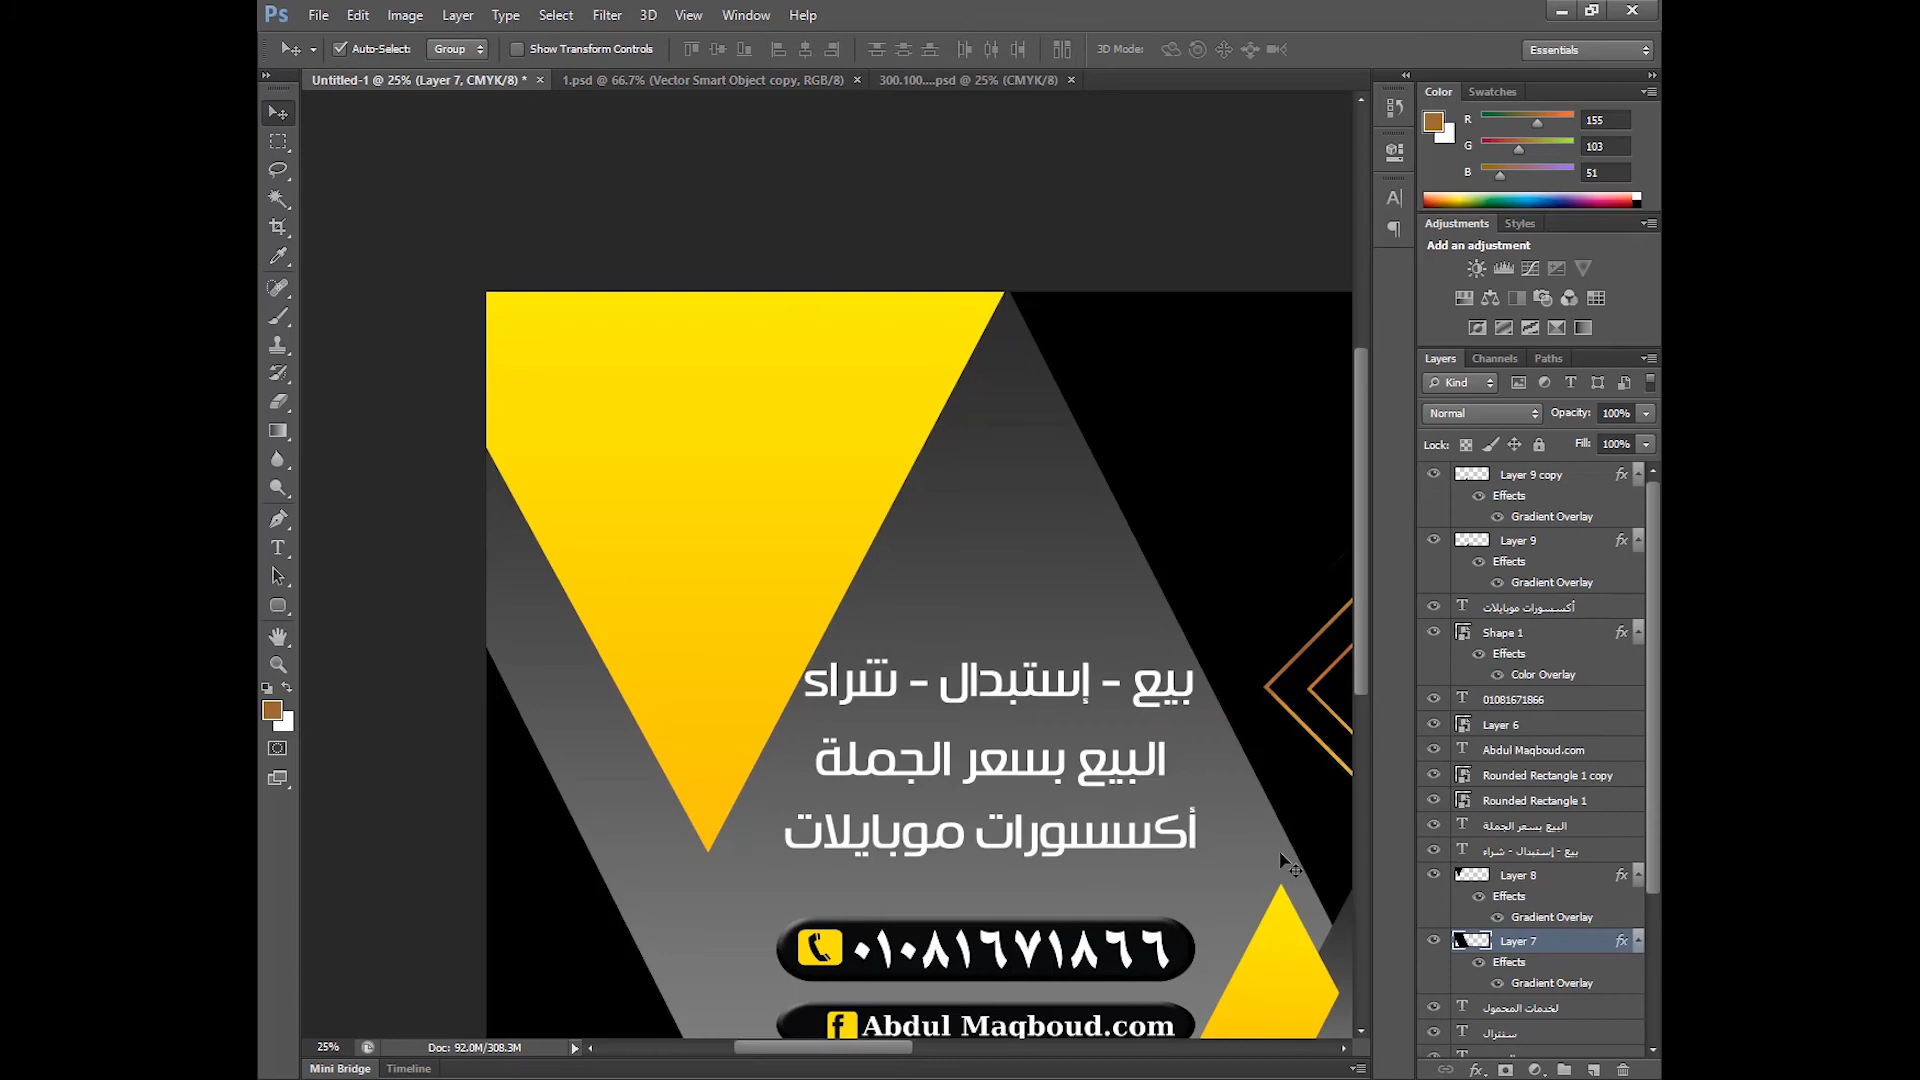 Ps File Edit Image Layer Type Select Filter 3D View Window Help
Auto-Select: Group Show Transform Controls 3D Mode: Essentials
Untitled-1 @ 25% (Layer 7, CMYK/8) * 1.psd @ 66.7% (Vector Smart Object copy, RGB/8) 300.100....psd @ 25% (CMYK/8)
Color Swatches
R 155
G 103
B 51
Adjustments Styles
Add an adjustment
Layers Channels Paths
Kind
Normal Opacity: 100%
Lock: Fill: 100%
Layer 9 copy fx
Effects
Gradient Overlay
Layer 9 fx
Effects
Gradient Overlay
أكسسورات موبايلات
Shape 1 fx
Effects
Color Overlay
01081671866
Layer 6
Abdul Maqboud.com
Rounded Rectangle 1 copy
Rounded Rectangle 1
البيع بسعر الجملة
بيع - إستبدال - شراء
Layer 8 fx
Effects
Gradient Overlay
Layer 7 fx
Effects
Gradient Overlay
لخدمات المحمول
سنترال
بيع - إستبدال - شراء
البيع بسعر الجملة
أكسسورات موبايلات
٠١٠٨١٦٧١٨٦٦
f Abdul Maqboud.com
25% Doc: 92.0M/308.3M
Mini Bridge Timeline